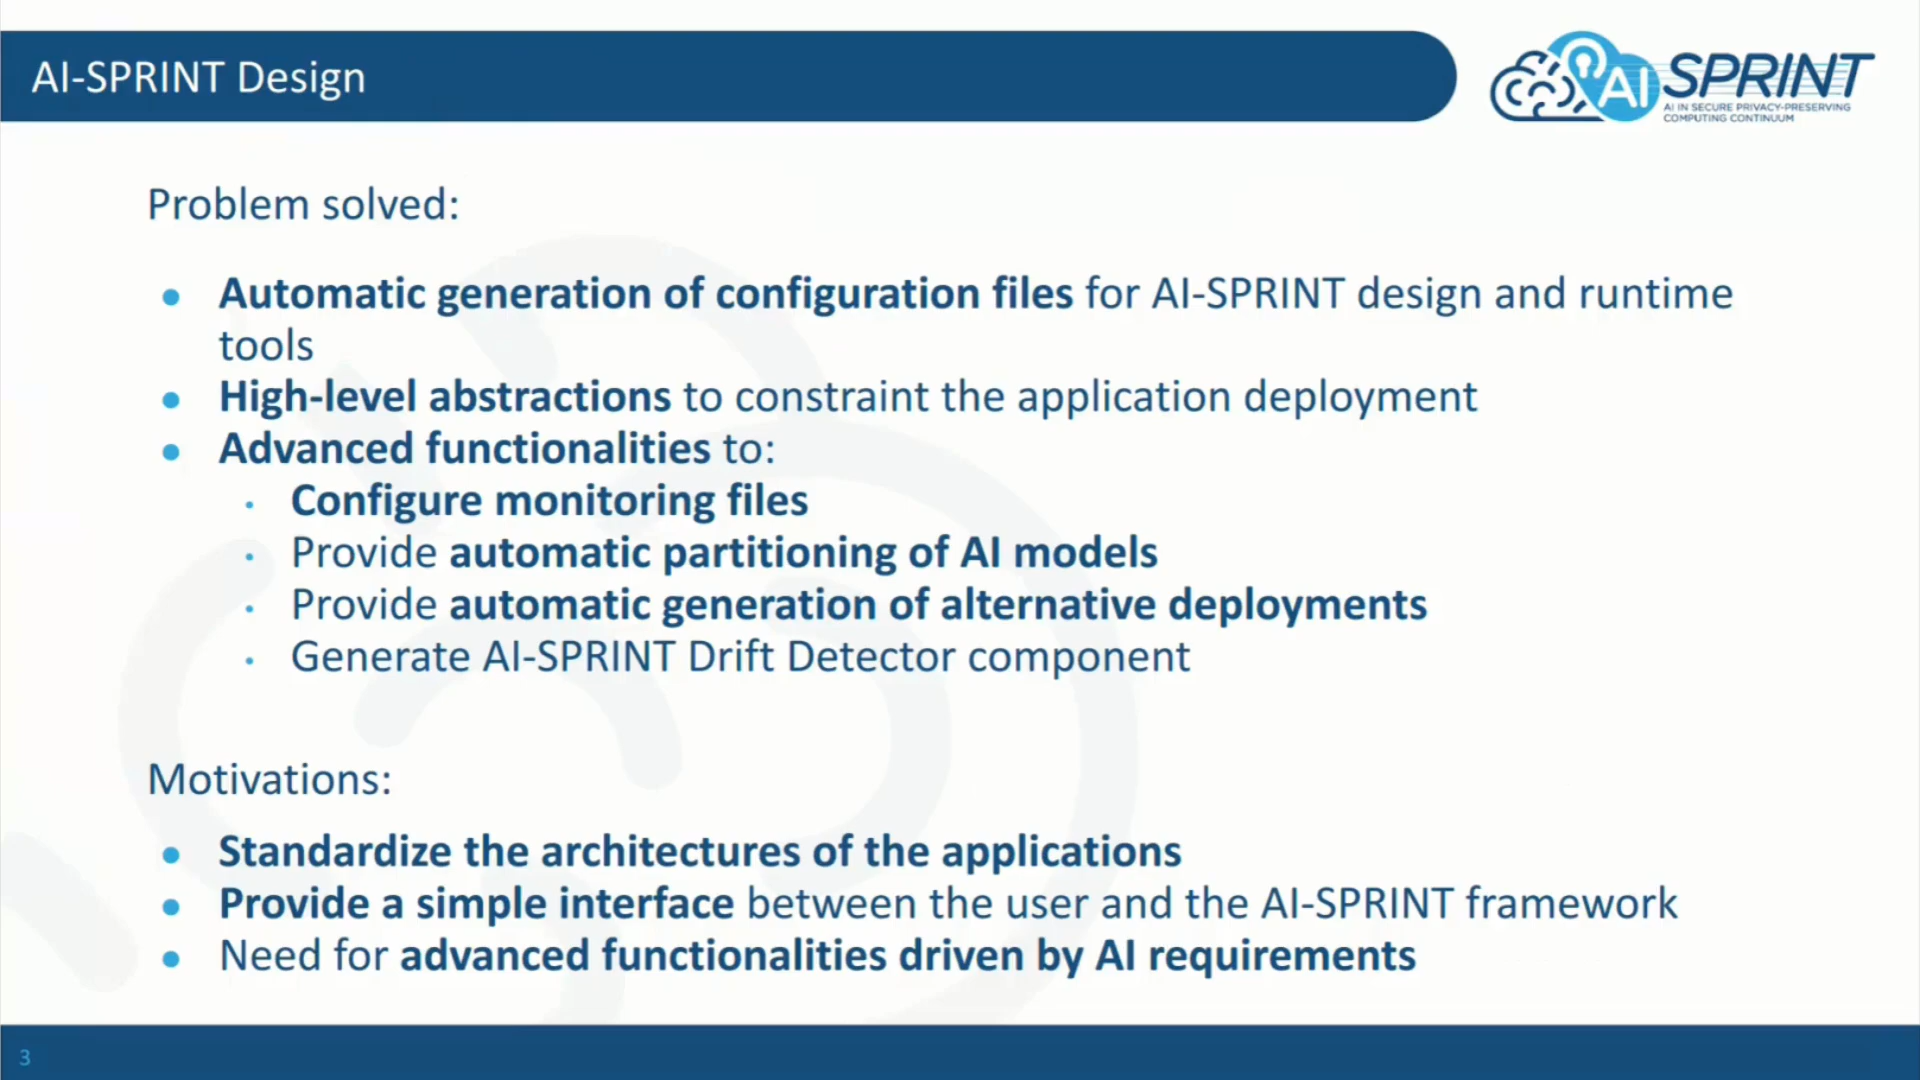 AI-SPRINT Design
AI SPRINT
AI IN SECURE PRIVACY-PRESERVING
COMPUTING CONTINUUM
Problem solved:
● Automatic generation of configuration files for AI-SPRINT design and runtime
tools
● High-level abstractions to constraint the application deployment
● Advanced functionalities to:
• Configure monitoring files
• Provide automatic partitioning of AI models
• Provide automatic generation of alternative deployments
• Generate AI-SPRINT Drift Detector component
Motivations:
● Standardize the architectures of the applications
● Provide a simple interface between the user and the AI-SPRINT framework
● Need for advanced functionalities driven by AI requirements
3